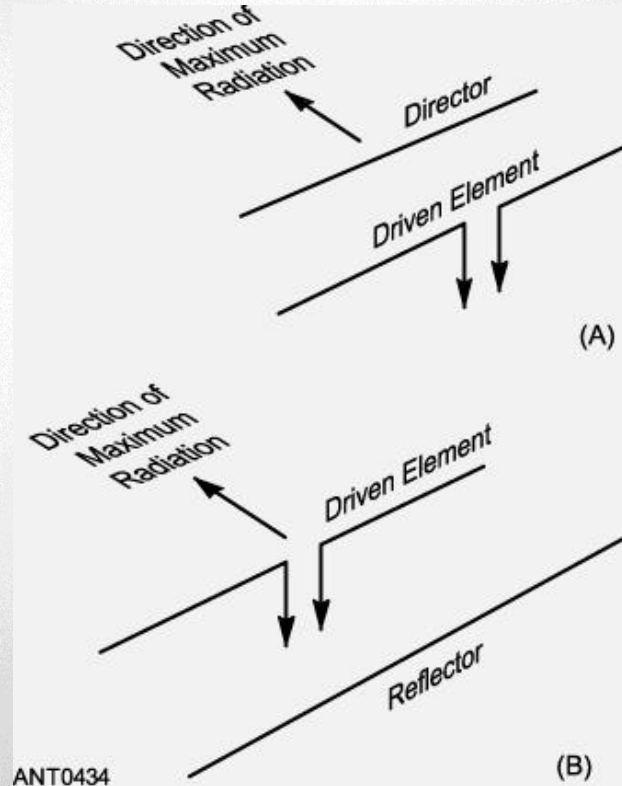 Direction of
Maximum
Radiation
Director
Driven Element
(A)
Direction of
Maximum
Radiation
Driven Element
Reflector
ANT0434
(B)